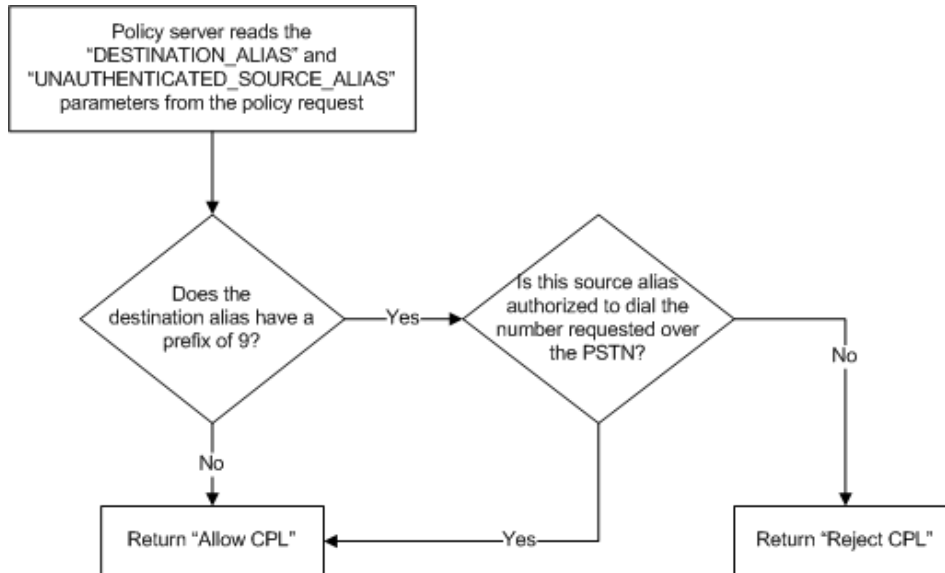 Policy server reads the
“DESTINATION_ALIAS” and
“UNAUTHENTICATED_SOURCE_ALIAS”
parameters from the policy request
Does the
destination alias have a
prefix of 9?
Yes
Is this source alias
authorized to dial the
number requested over
the PSTN?
No
No
Return “Allow CPL”
Yes
Return “Reject CPL”